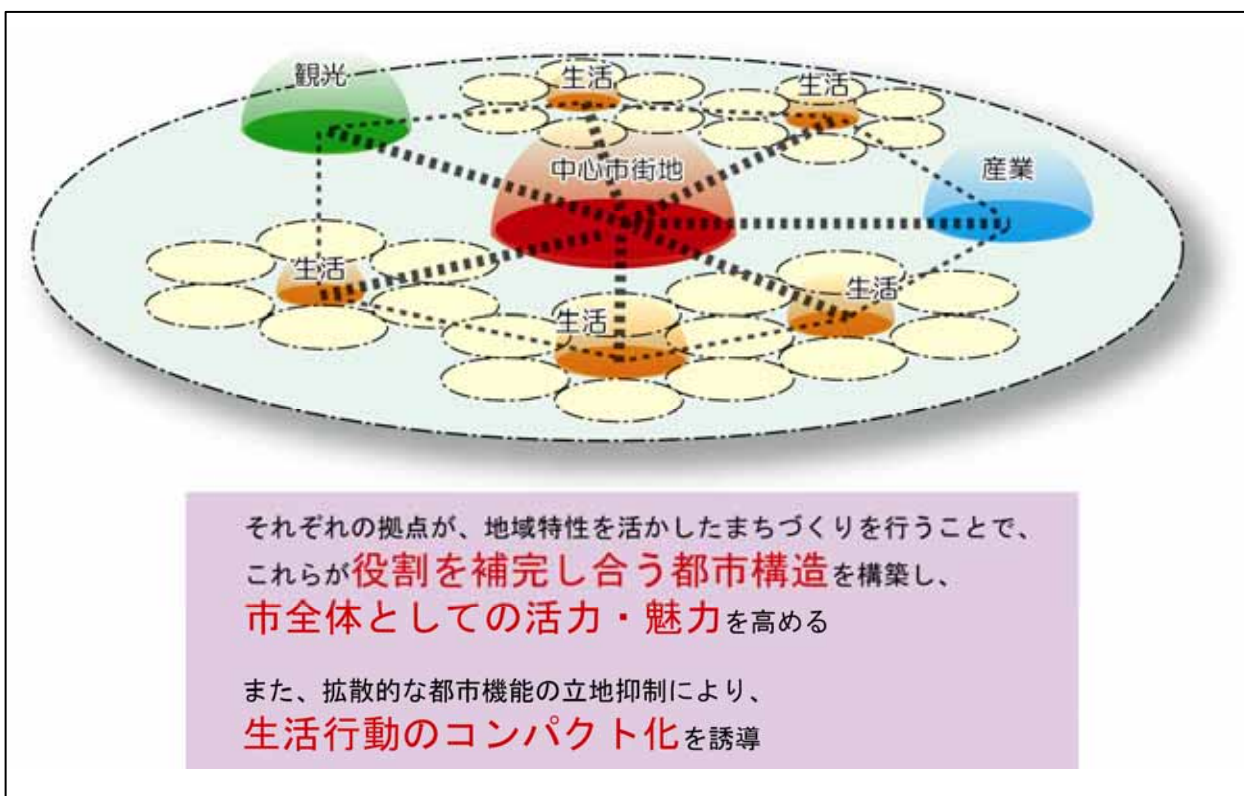 観光
生活
生活
中心市街地
産業
生活
生活
生活
それぞれの拠点が、地域特性を活かしたまちづくりを行うことで、
これらが役割を補完し合う都市構造を構築し、
市全体としての活力・魅力を高める
また、拡散的な都市機能の立地抑制により、
生活行動のコンパクト化を誘導